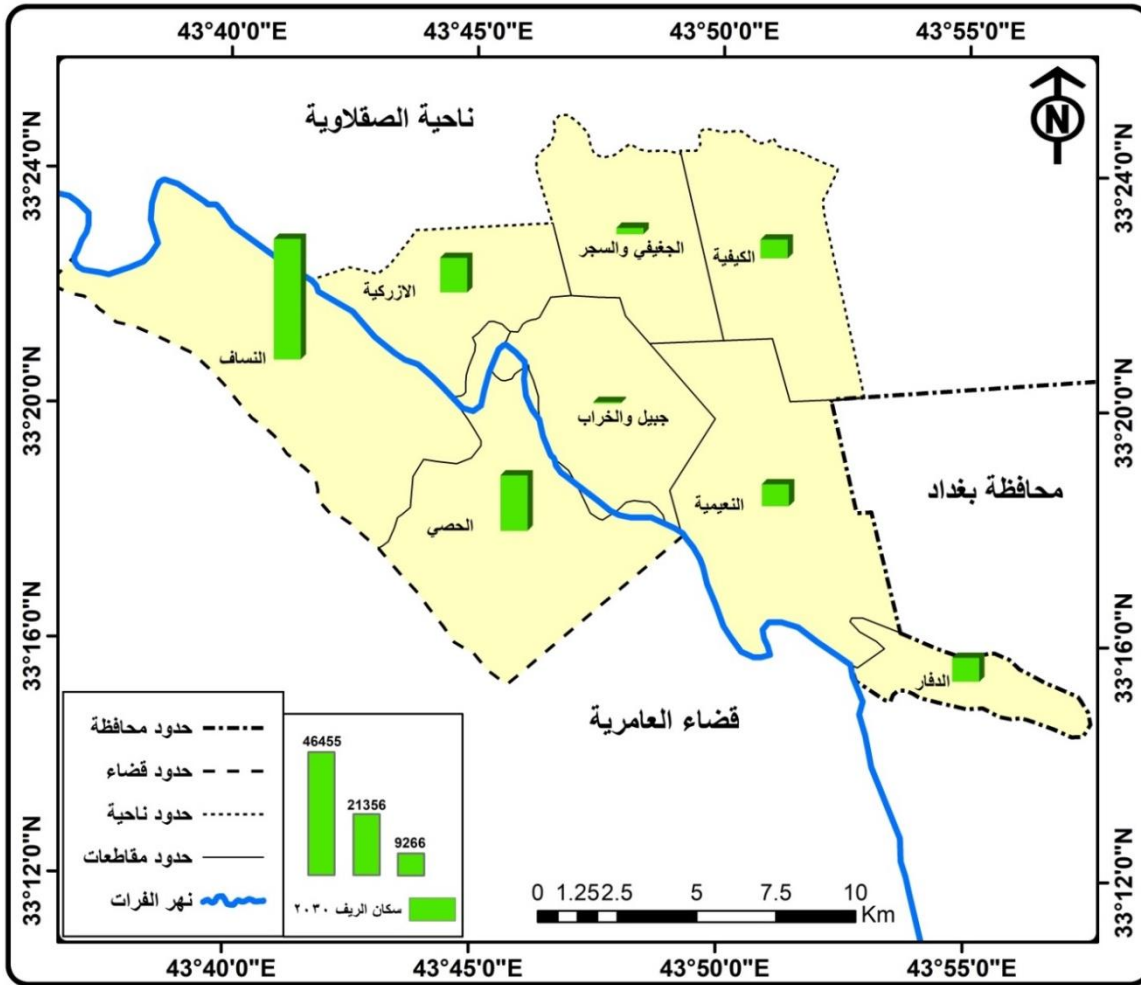 43°40'0"E 43°45'0"E 43°50'0"E 43°55'0"E
ناحية الصقلاوية
N
33°24'0"N
33°24'0"N
الجغيفي والسجر
الكيفية
الازركية
النساف
33°20'0"N
33°20'0"N
جبيل والخراب
محافظة بغداد
النعيمية
الحصي
33°16'0"N
33°16'0"N
الدفار
قضاء العامرية
حدود محافظة
حدود قضاء
حدود ناحية
حدود مقاطعات
نهر الفرات
46455
21356
9266
سكان الريف ٢٠٣٠
33°12'0"N
33°12'0"N
0 1.25 2.5 5 7.5 10
Km
43°40'0"E 43°45'0"E 43°50'0"E 43°55'0"E